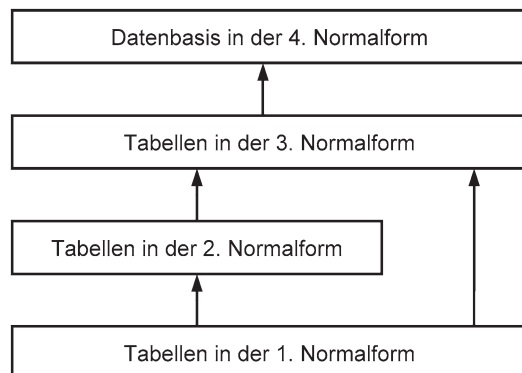 Datenbasis in der 4. Normalform
Tabellen in der 3. Normalform
Tabellen in der 2. Normalform
Tabellen in der 1. Normalform